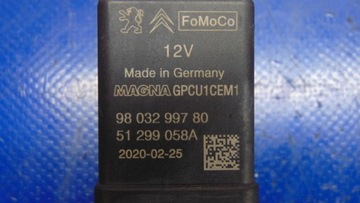 FoMoCo
12V
Made in Germany
MAGNA GPCU1CEM1
98 032 997 80
51 299 058A
2020-02-25